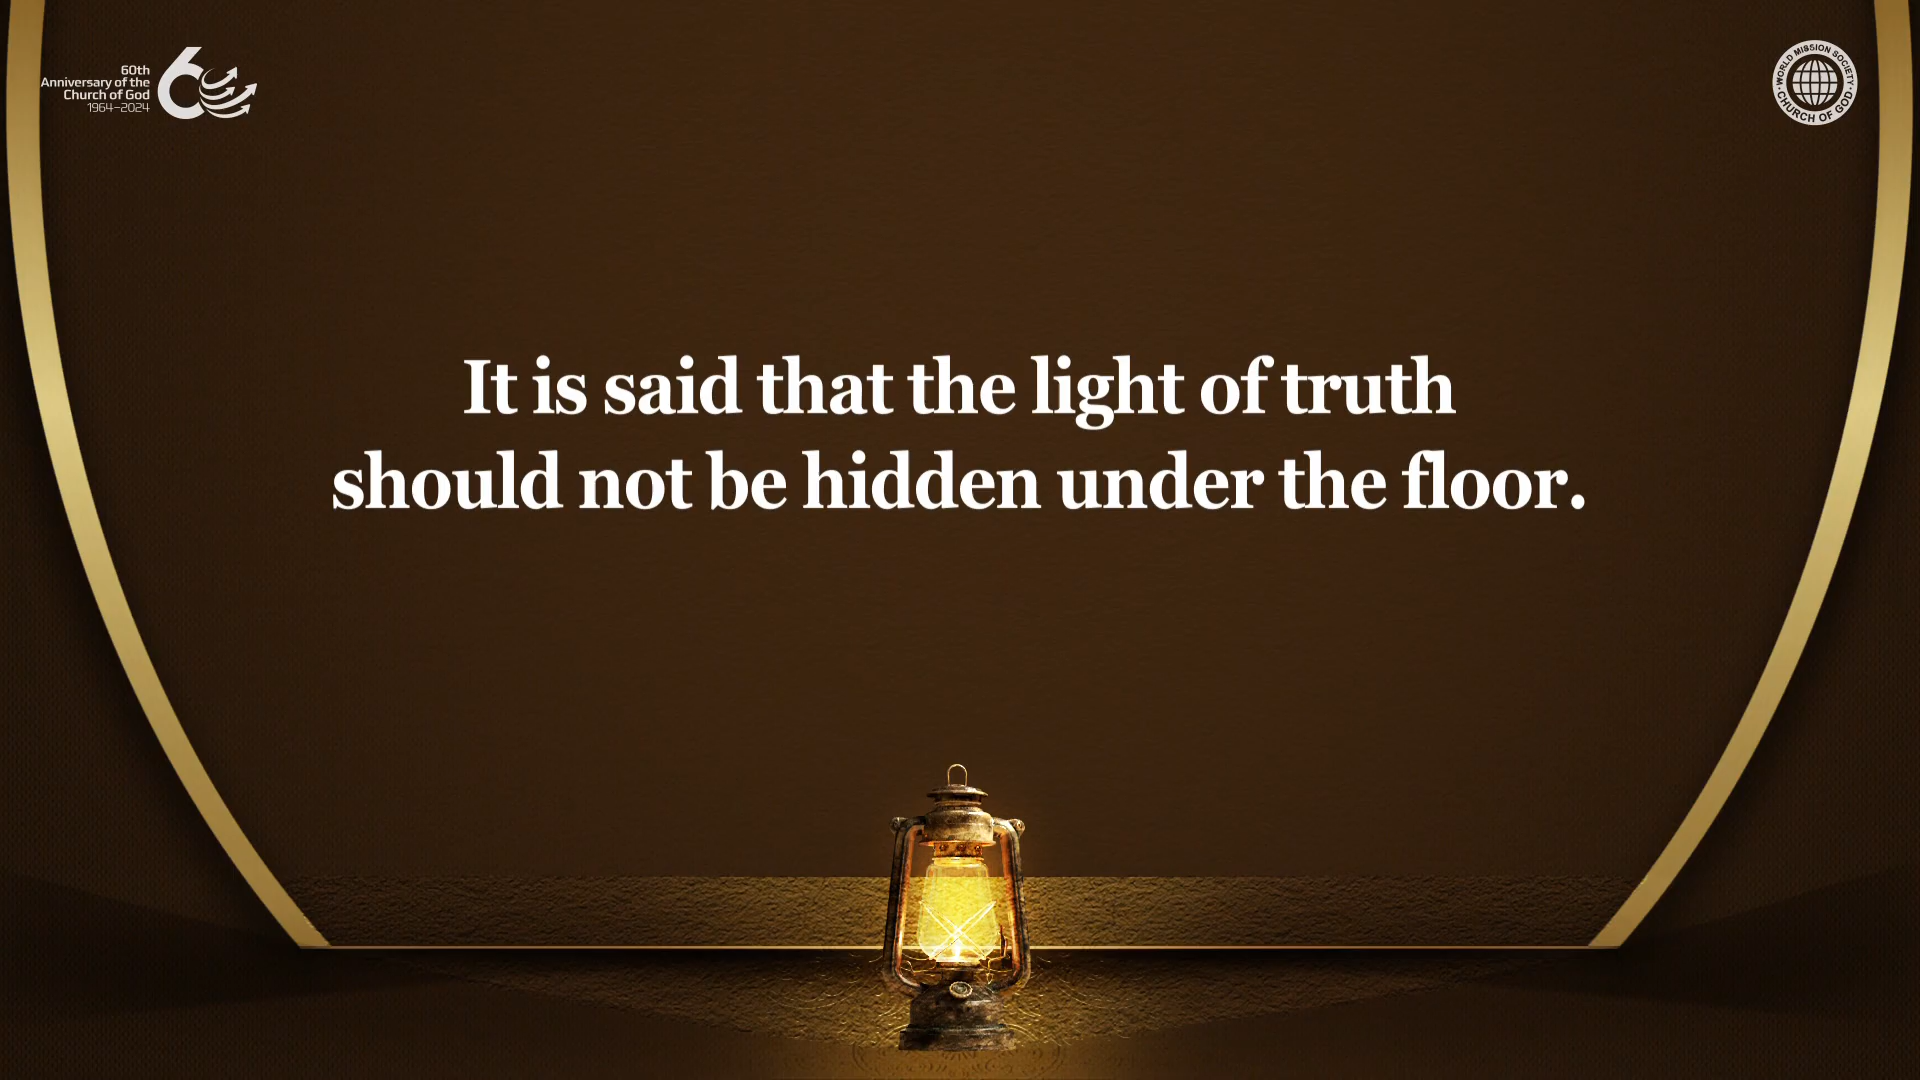 60th
Anniversary of the
Church of God
1964–2024
60
WORLD MISSION SOCIETY
CHURCH OF GOD
It is said that the light of truth
should not be hidden under the floor.